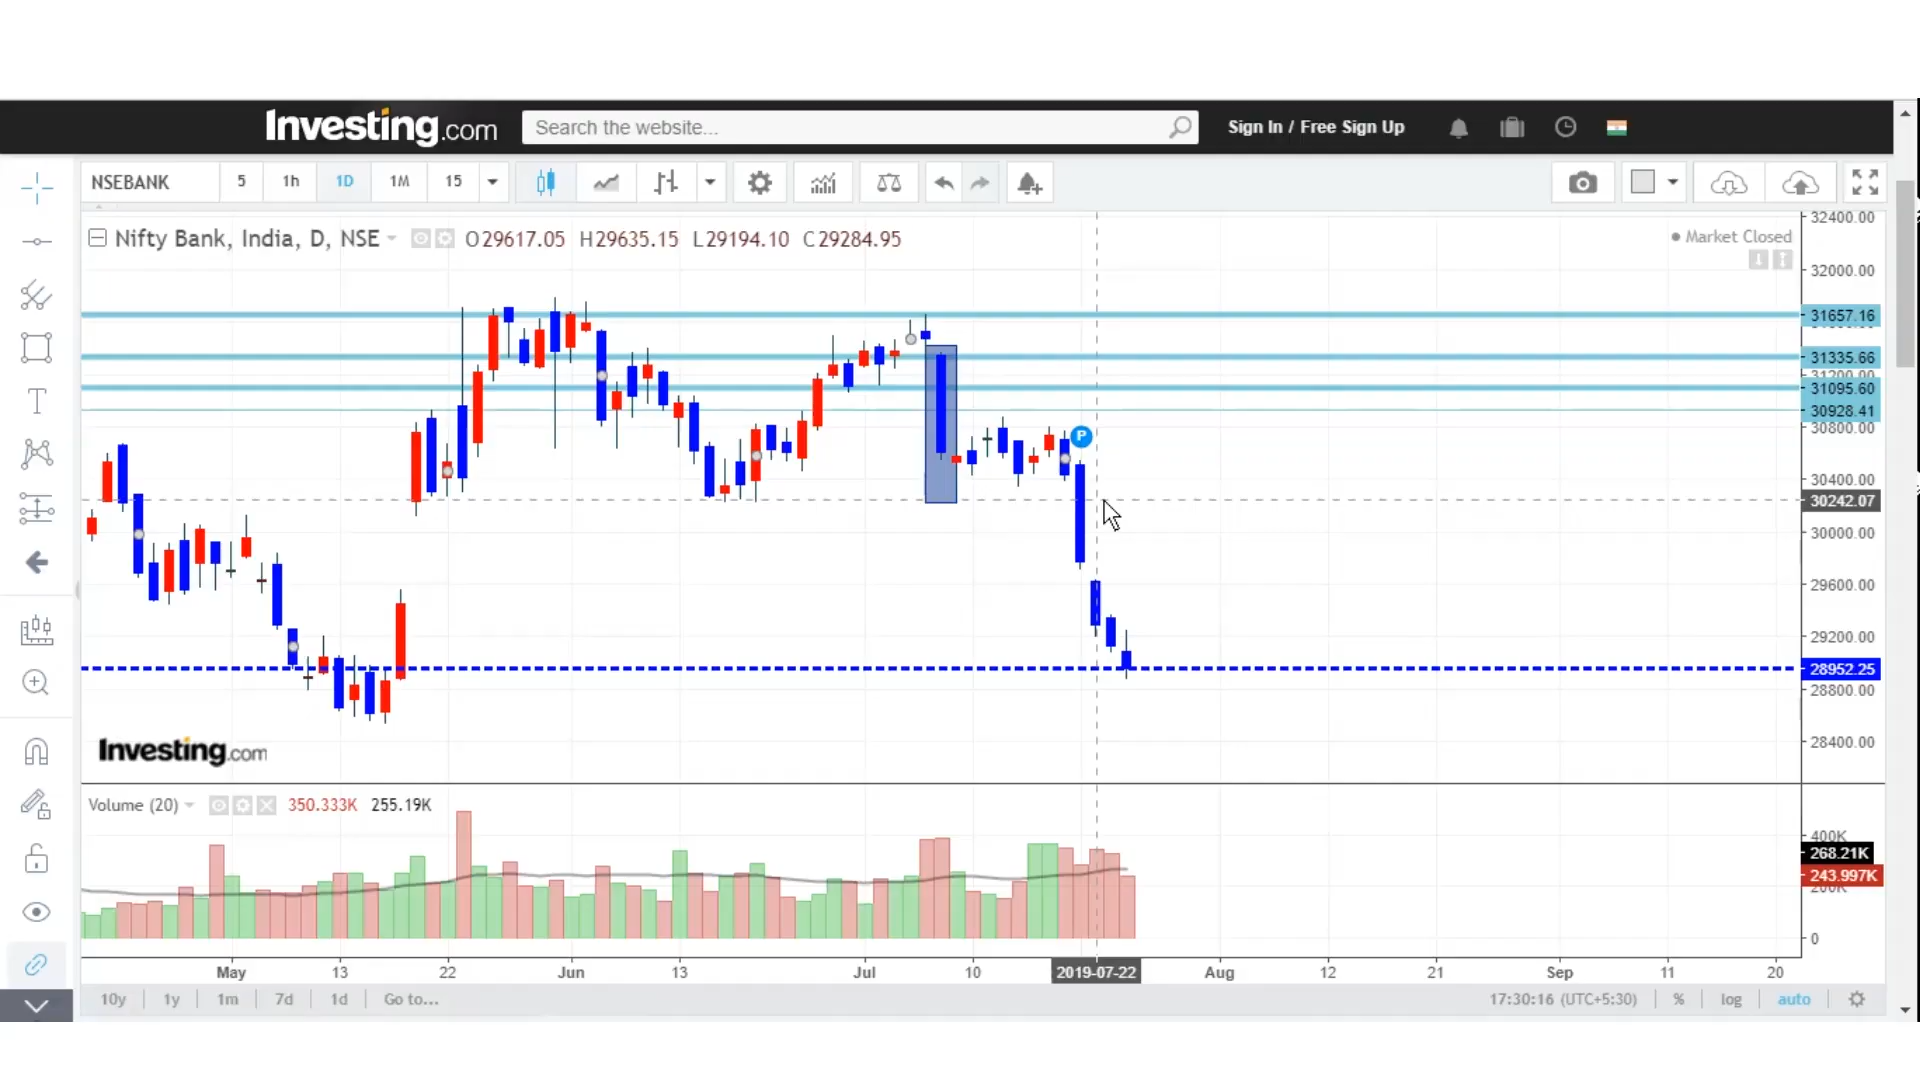 Investing.com
Search the website...
Sign In / Free Sign Up
NSEBANK
5
1h
1D
1M
15
Nifty Bank, India, D, NSE
O29617.05 H29635.15 L29194.10 C29284.95
Market Closed
32400.00
32000.00
31657.16
31335.66
31200.00
31095.60
30928.41
P
30800.00
30400.00
30242.07
30000.00
29600.00
29200.00
28952.25
28800.00
28400.00
Investing.com
Volume (20)
350.333K 255.19K
400K
268.21K
243.997K
200K
0
May 13 22 Jun 13 Jul 10 2019-07-22 Aug 12 21 Sep 11 20
10y 1y 1m 7d 1d Go to...
17:30:16 (UTC+5:30) % log auto